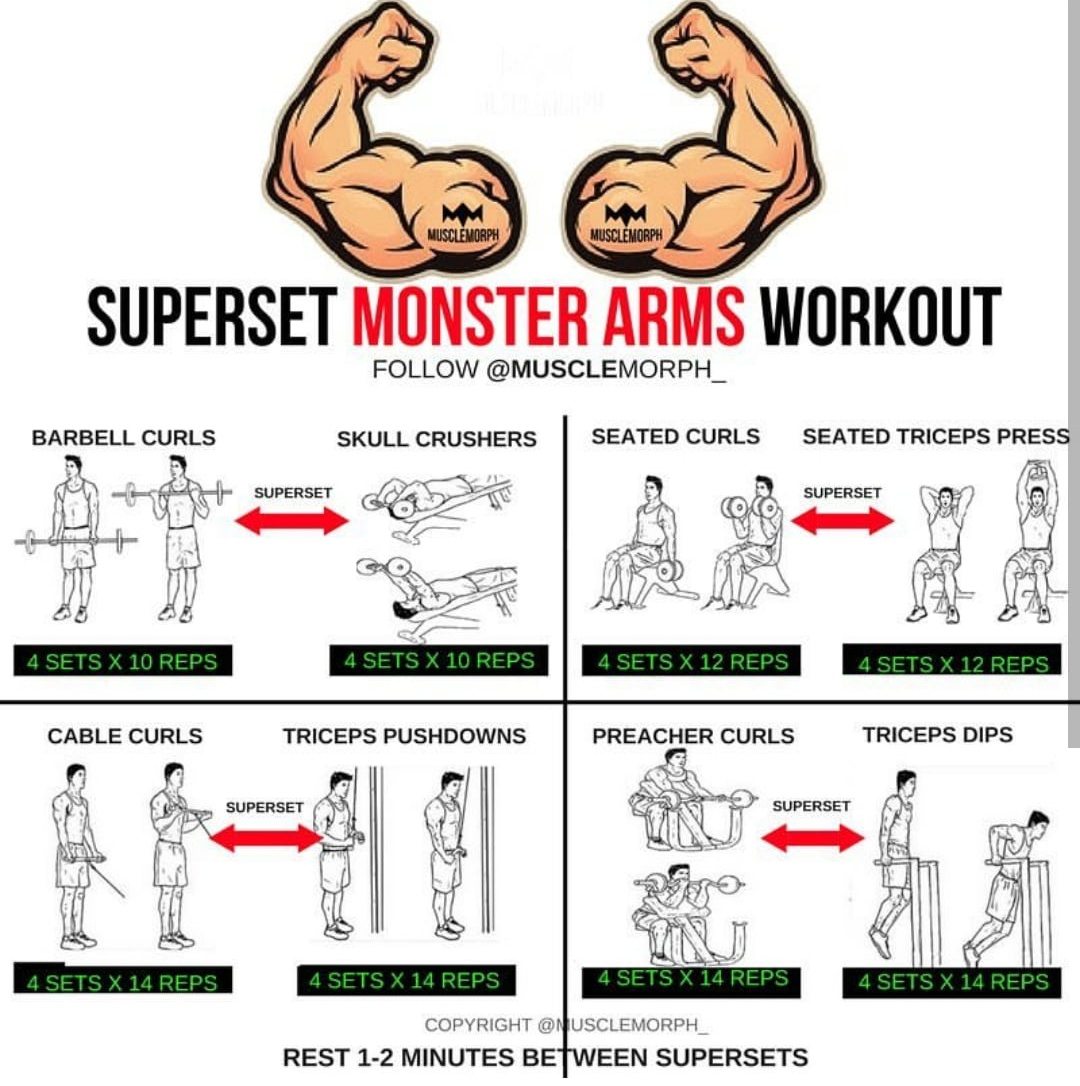 MUSCLEMORPH
MUSCLEMORPH
SUPERSET MONSTER ARMS WORKOUT
FOLLOW @MUSCLEMORPH_
BARBELL CURLS
SUPERSET
SKULL CRUSHERS
4 SETS X 10 REPS
4 SETS X 10 REPS
SEATED CURLS
SUPERSET
SEATED TRICEPS PRESS
4 SETS X 12 REPS
4 SETS X 12 REPS
CABLE CURLS
SUPERSET
TRICEPS PUSHDOWNS
4 SETS X 14 REPS
4 SETS X 14 REPS
PREACHER CURLS
SUPERSET
TRICEPS DIPS
4 SETS X 14 REPS
4 SETS X 14 REPS
COPYRIGHT @MUSCLEMORPH_
REST 1-2 MINUTES BETWEEN SUPERSETS